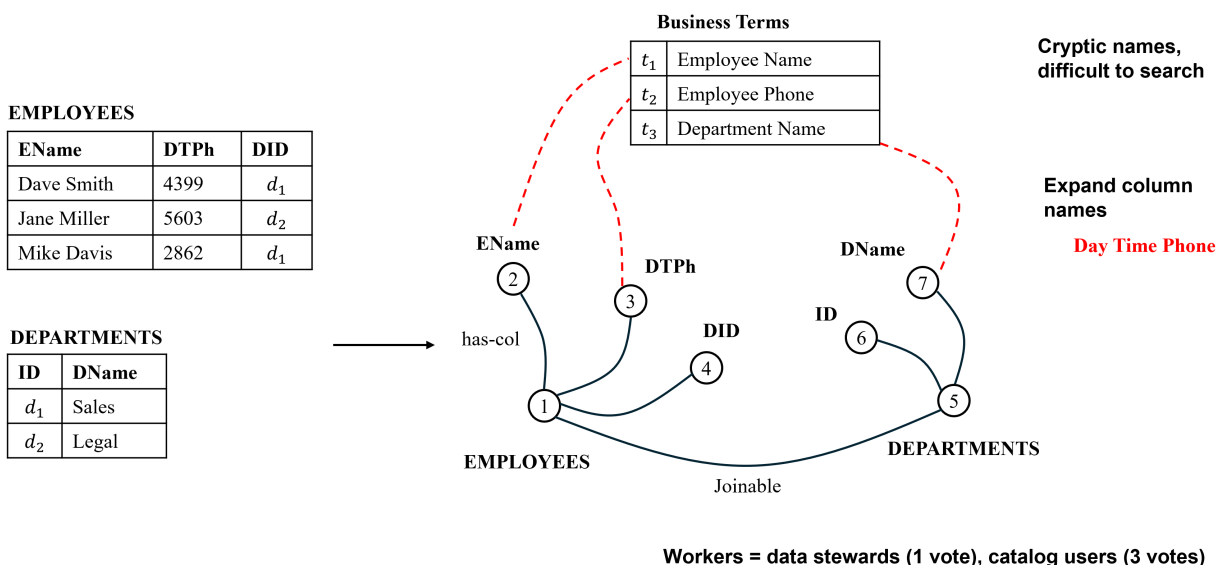 Business Terms
t₁ Employee Name
t₂ Employee Phone
t₃ Department Name
Cryptic names,
difficult to search
EMPLOYEES
EName DTPh DID
Dave Smith 4399 d₁
Jane Miller 5603 d₂
Mike Davis 2862 d₁
Expand column
names
Day Time Phone
EName
2
DTPh
3
DName
7
DEPARTMENTS
ID DName
d₁ Sales
d₂ Legal
has-col
DID
4
ID
6
1
5
EMPLOYEES
DEPARTMENTS
Joinable
Workers = data stewards (1 vote), catalog users (3 votes)